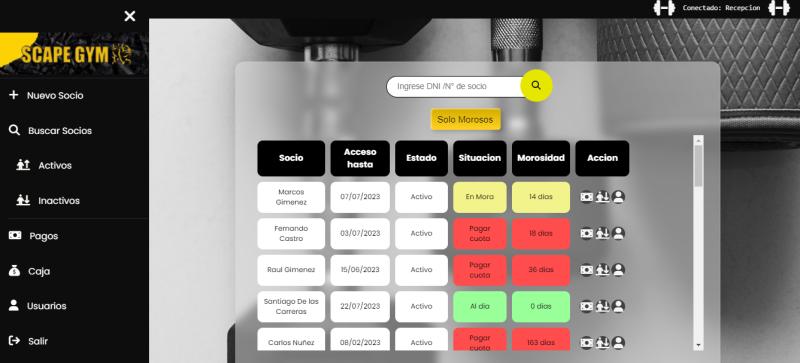 Conectado: Recepcion
SCAPE GYM
Nuevo Socio
Buscar Socios
Activos
Inactivos
Pagos
Caja
Usuarios
Salir
Ingrese DNI /N° de socio
Solo Morosos
Socio Acceso hasta Estado Situacion Morosidad Accion
Marcos Gimenez 07/07/2023 Activo En Mora 14 dias
Fernando Castro 03/07/2023 Activo Pagar cuota 18 dias
Raul Gimenez 15/06/2023 Activo Pagar cuota 36 dias
Santiago De las Carreras 22/07/2023 Activo Al dia 0 dias
Carlos Nuñez 08/02/2023 Activo Pagar cuota 163 dias